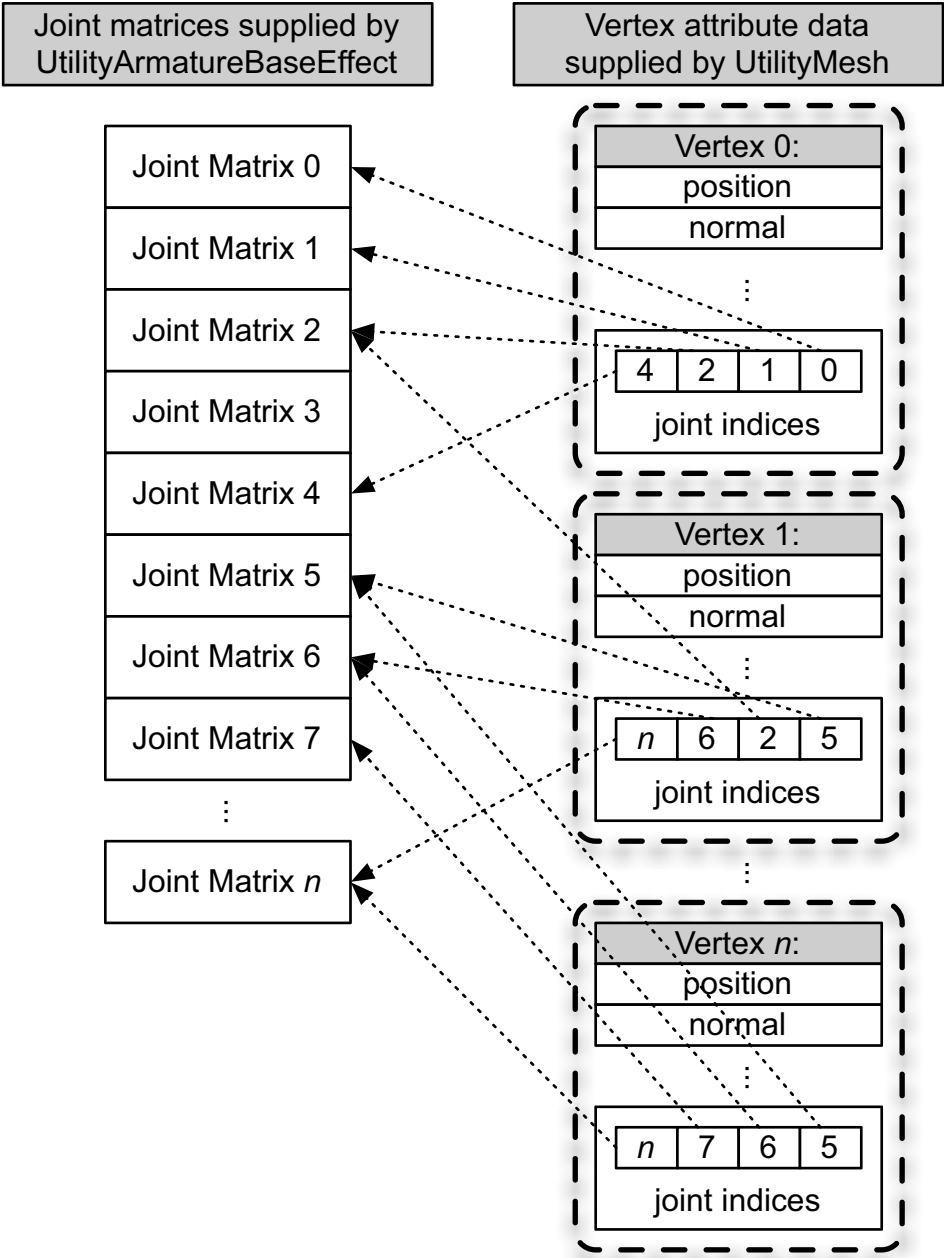 Joint matrices supplied by
UtilityArmatureBaseEffect
Joint Matrix 0
Joint Matrix 1
Joint Matrix 2
Joint Matrix 3
Joint Matrix 4
Joint Matrix 5
Joint Matrix 6
Joint Matrix 7
⋮
Joint Matrix n
Vertex attribute data
supplied by UtilityMesh
Vertex 0:
position
normal
⋮
4 2 1 0
joint indices
Vertex 1:
position
normal
⋮
n 6 2 5
joint indices
⋮
Vertex n:
position
normal
⋮
n 7 6 5
joint indices